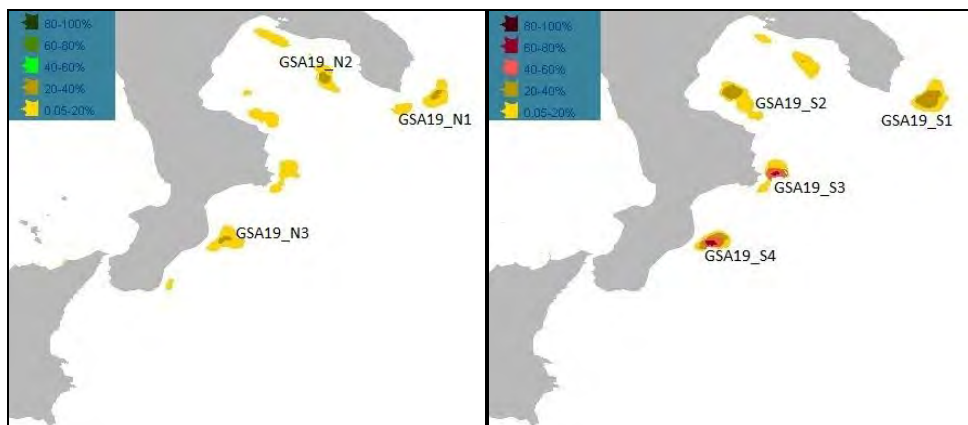 80-100%
60-80%
40-60%
20-40%
0,05-20%
GSA19_N2
GSA19_N1
GSA19_N3
80-100%
60-80%
40-60%
20-40%
0,05-20%
GSA19_S2
GSA19_S1
GSA19_S3
GSA19_S4